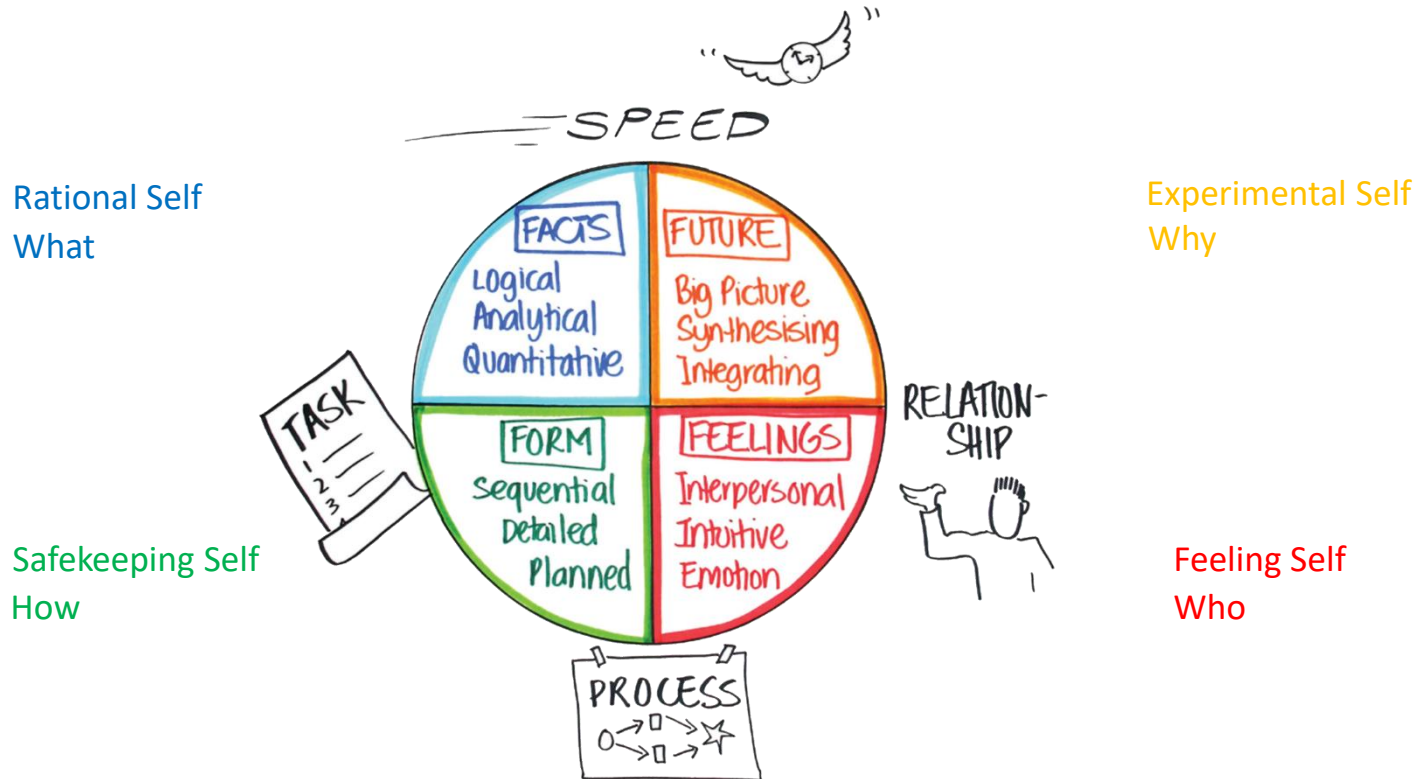 SPEED
Rational Self
What
Experimental Self
Why
FACTS
Logical
Analytical
Quantitative
FUTURE
Big Picture
Synthesising
Integrating
TASK
1
2
3
RELATION-
SHIP
FORM
Sequential
Detailed
Planned
FEELINGS
Interpersonal
Intuitive
Emotion
Safekeeping Self
How
Feeling Self
Who
PROCESS